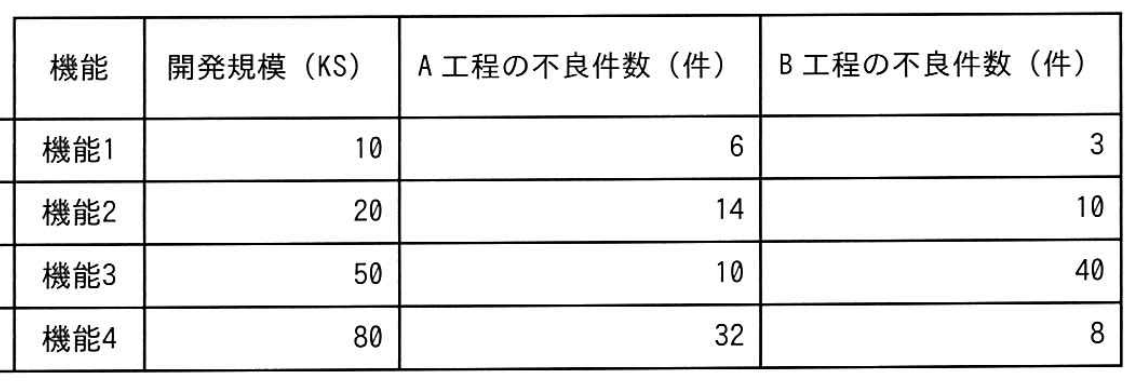 機能 開発規模（KS） A工程の不良件数（件） B工程の不良件数（件）
機能1 10 6 3
機能2 20 14 10
機能3 50 10 40
機能4 80 32 8